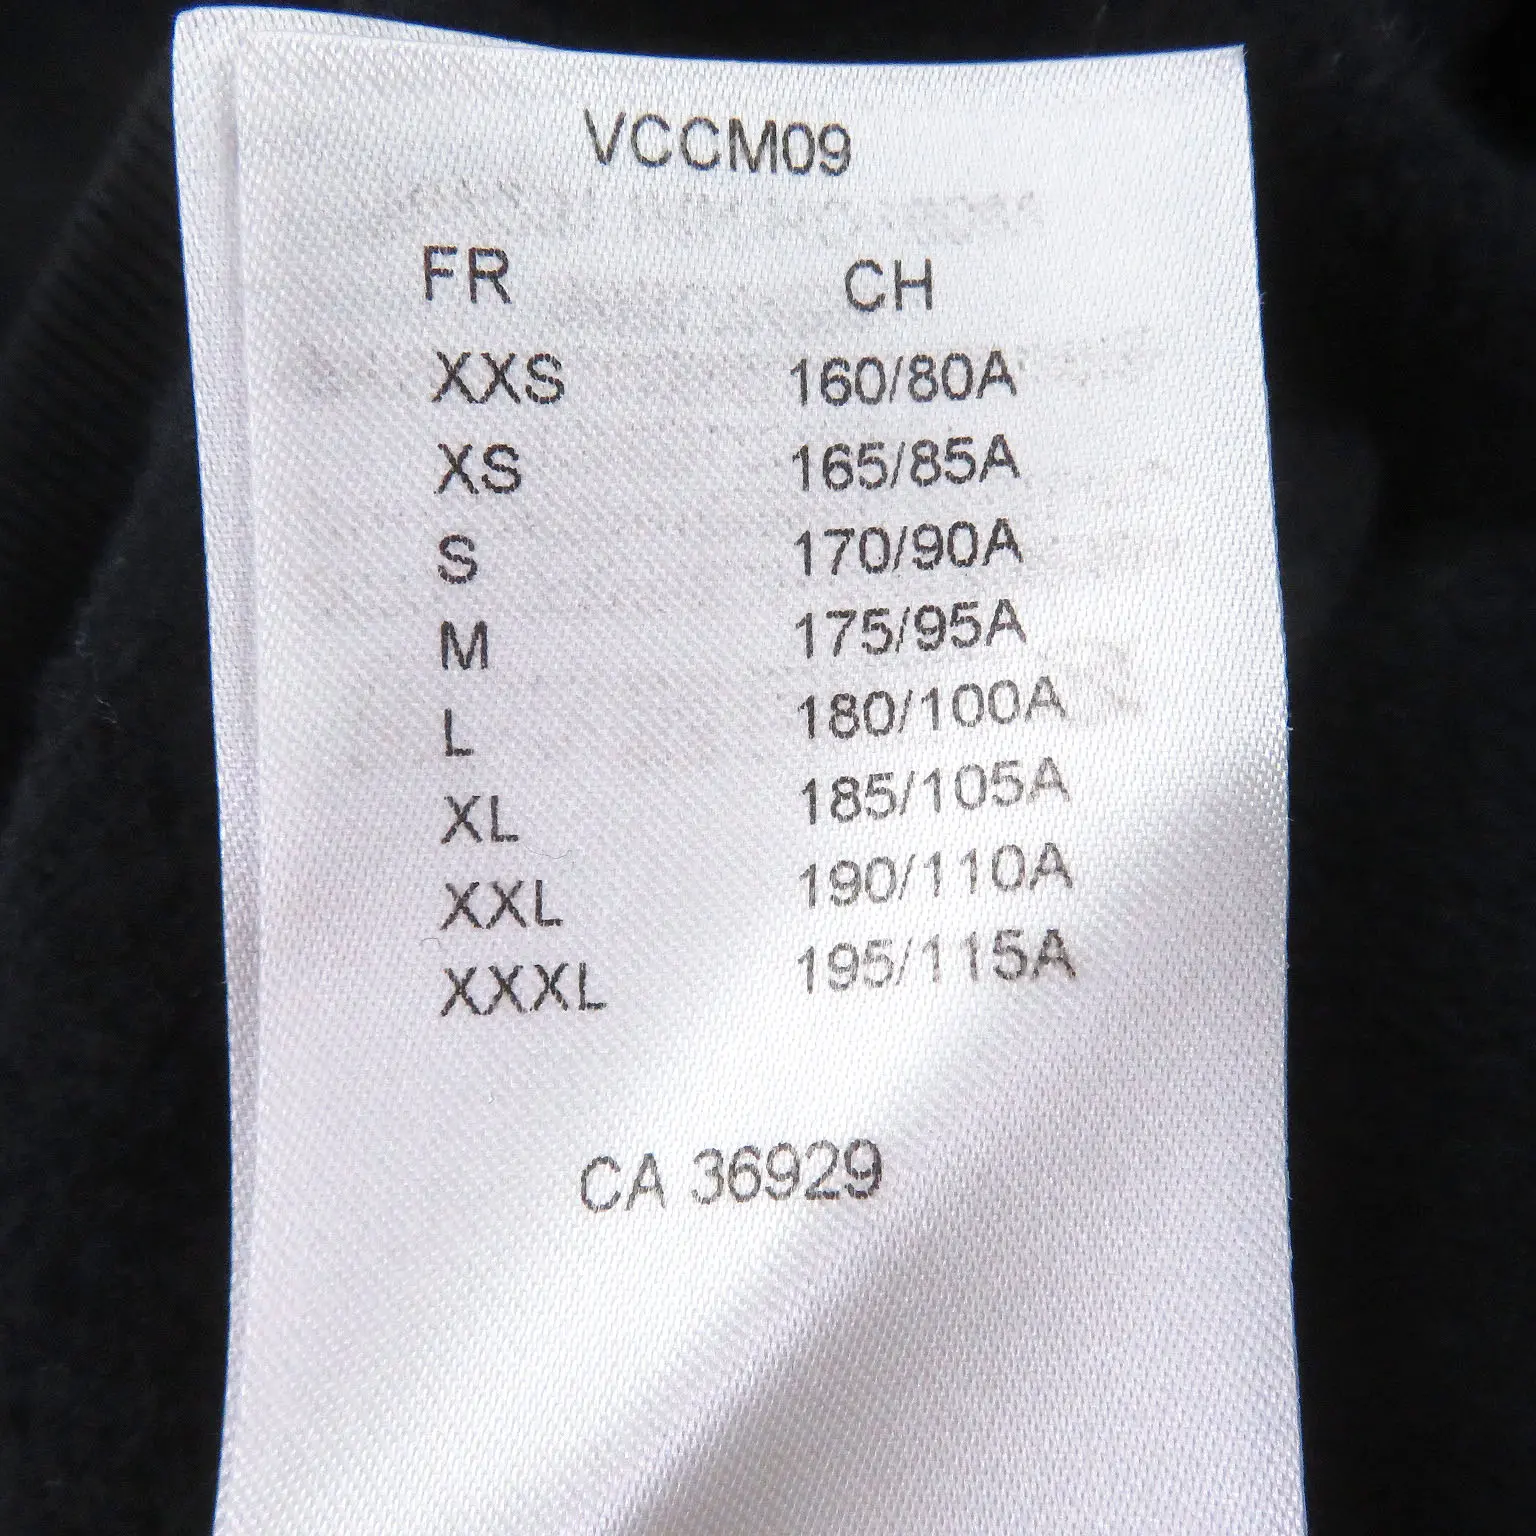 VCCM09
FR CH
XXS 160/80A
XS 165/85A
S 170/90A
M 175/95A
L 180/100A
XL 185/105A
XXL 190/110A
XXXL 195/115A
CA 36929